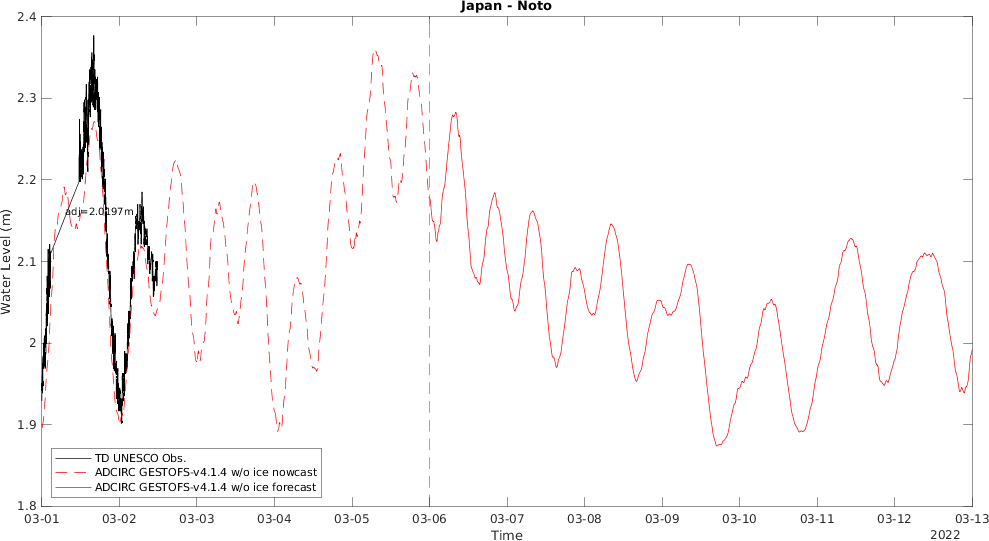 Japan - Noto
2.4
2.3
2.2
2.1
2
1.9
1.8
Water Level (m)
adj=2.0197m
TD UNESCO Obs.
ADCIRC GESTOFS-v4.1.4 w/o ice nowcast
ADCIRC GESTOFS-v4.1.4 w/o ice forecast
03-01 03-02 03-03 03-04 03-05 03-06 03-07 03-08 03-09 03-10 03-11 03-12 03-13
Time
2022